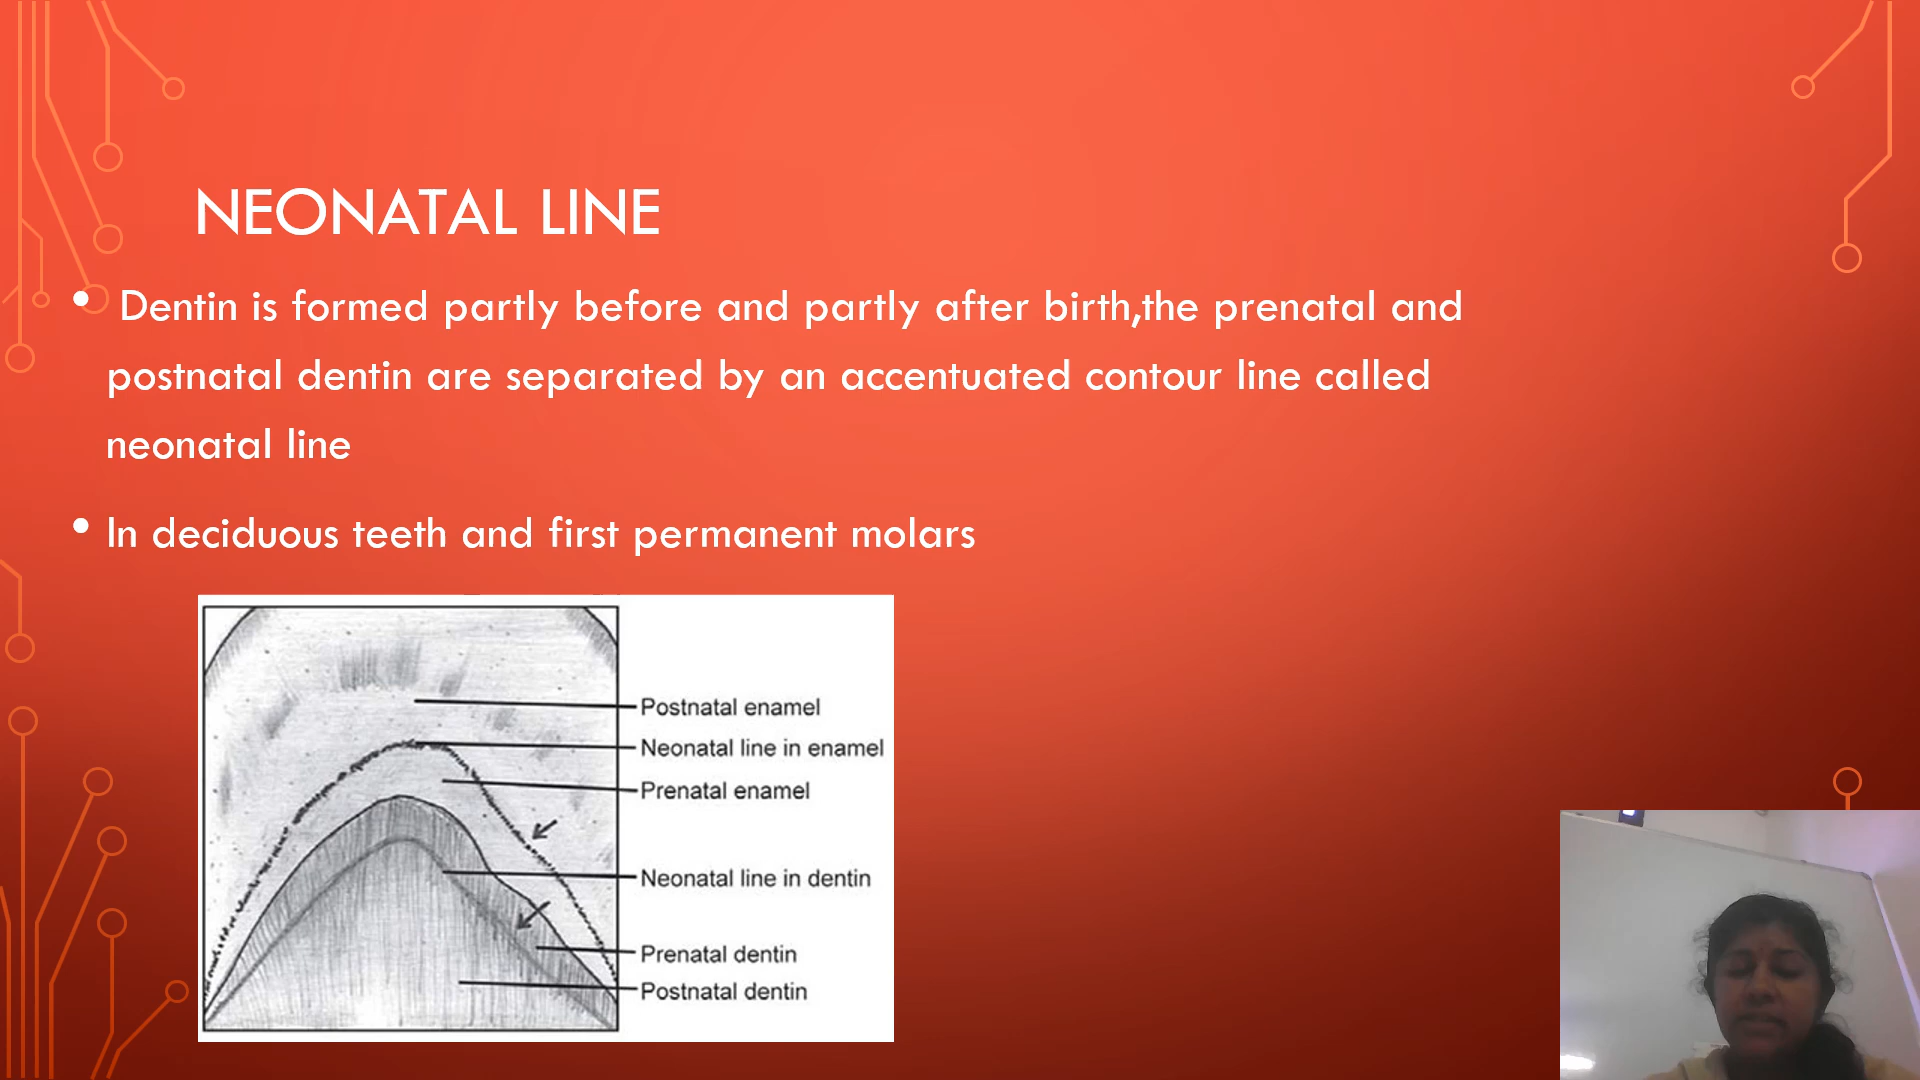 NEONATAL LINE
• Dentin is formed partly before and partly after birth,the prenatal and
postnatal dentin are separated by an accentuated contour line called
neonatal line
• In deciduous teeth and first permanent molars
Postnatal enamel
Neonatal line in enamel
Prenatal enamel
Neonatal line in dentin
Prenatal dentin
Postnatal dentin